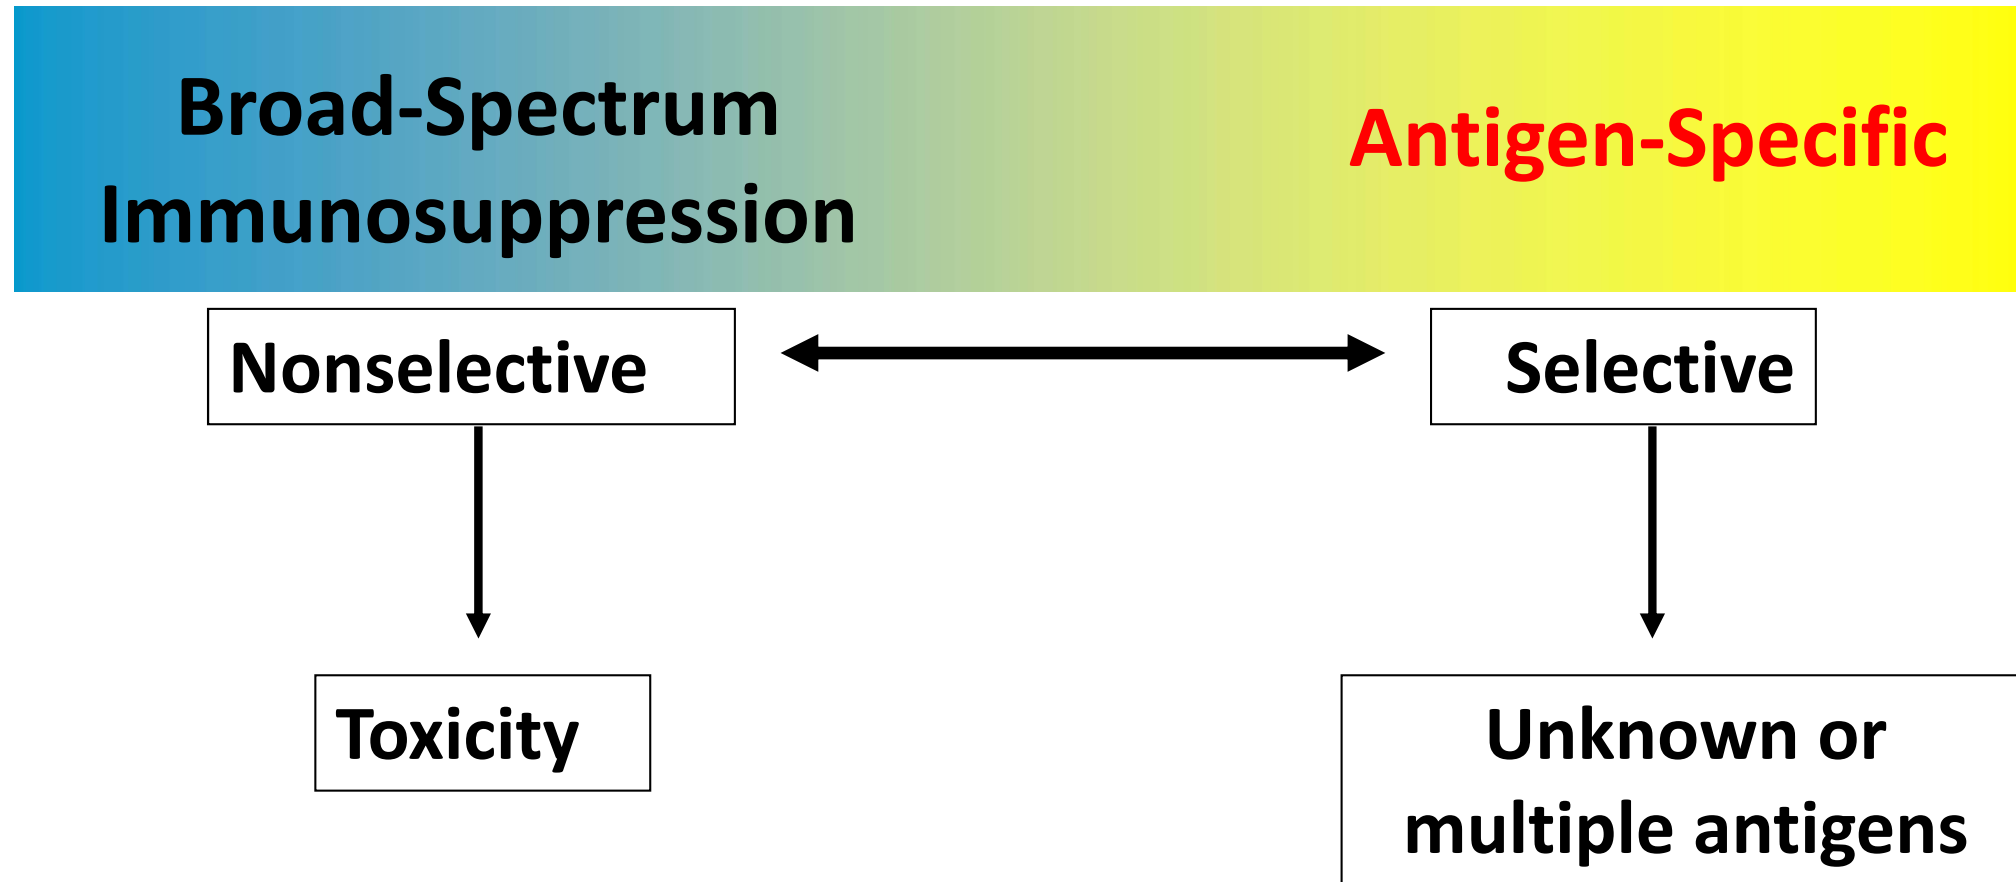 Broad-Spectrum
Immunosuppression
Antigen-Specific
Nonselective
Selective
Toxicity
Unknown or
multiple antigens